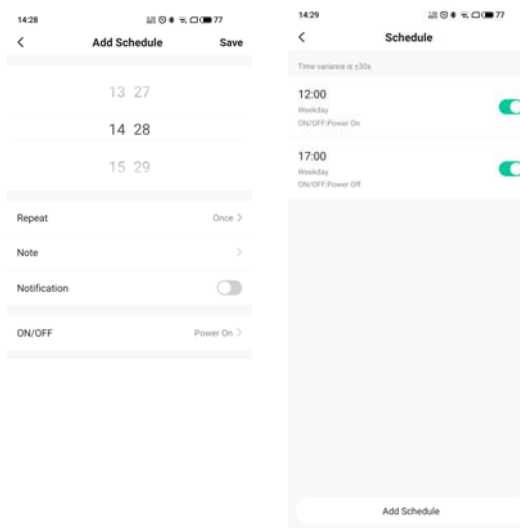 14:28
77
Add Schedule
Save
13 27
14 28
15 29
Repeat
Once
Note
Notification
ON/OFF
Power On
14:29
77
Schedule
Time variance is ±30s.
12:00
Weekday
ON/OFF:Power On
17:00
Weekday
ON/OFF:Power Off
Add Schedule